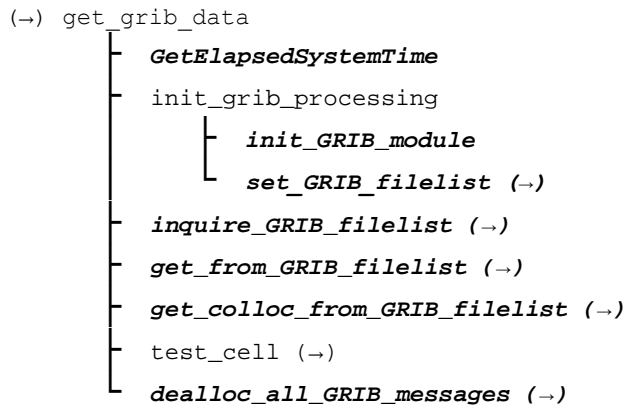 (→) get_grib_data
GetElapsedSystemTime
init_grib_processing
init_GRIB_module
set_GRIB_filelist (→)
inquire_GRIB_filelist (→)
get_from_GRIB_filelist (→)
get_colloc_from_GRIB_filelist (→)
test_cell (→)
dealloc_all_GRIB_messages (→)